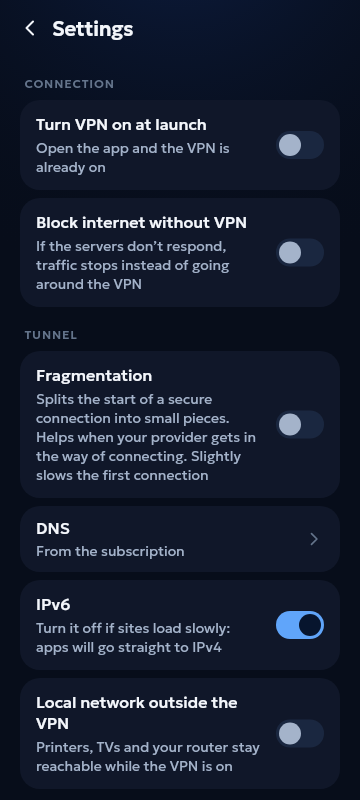 Settings
CONNECTION
Turn VPN on at launch
Open the app and the VPN is
already on
Block internet without VPN
If the servers don’t respond,
traffic stops instead of going
around the VPN
TUNNEL
Fragmentation
Splits the start of a secure
connection into small pieces.
Helps when your provider gets in
the way of connecting. Slightly
slows the first connection
DNS
From the subscription
IPv6
Turn it off if sites load slowly:
apps will go straight to IPv4
Local network outside the
VPN
Printers, TVs and your router stay
reachable while the VPN is on